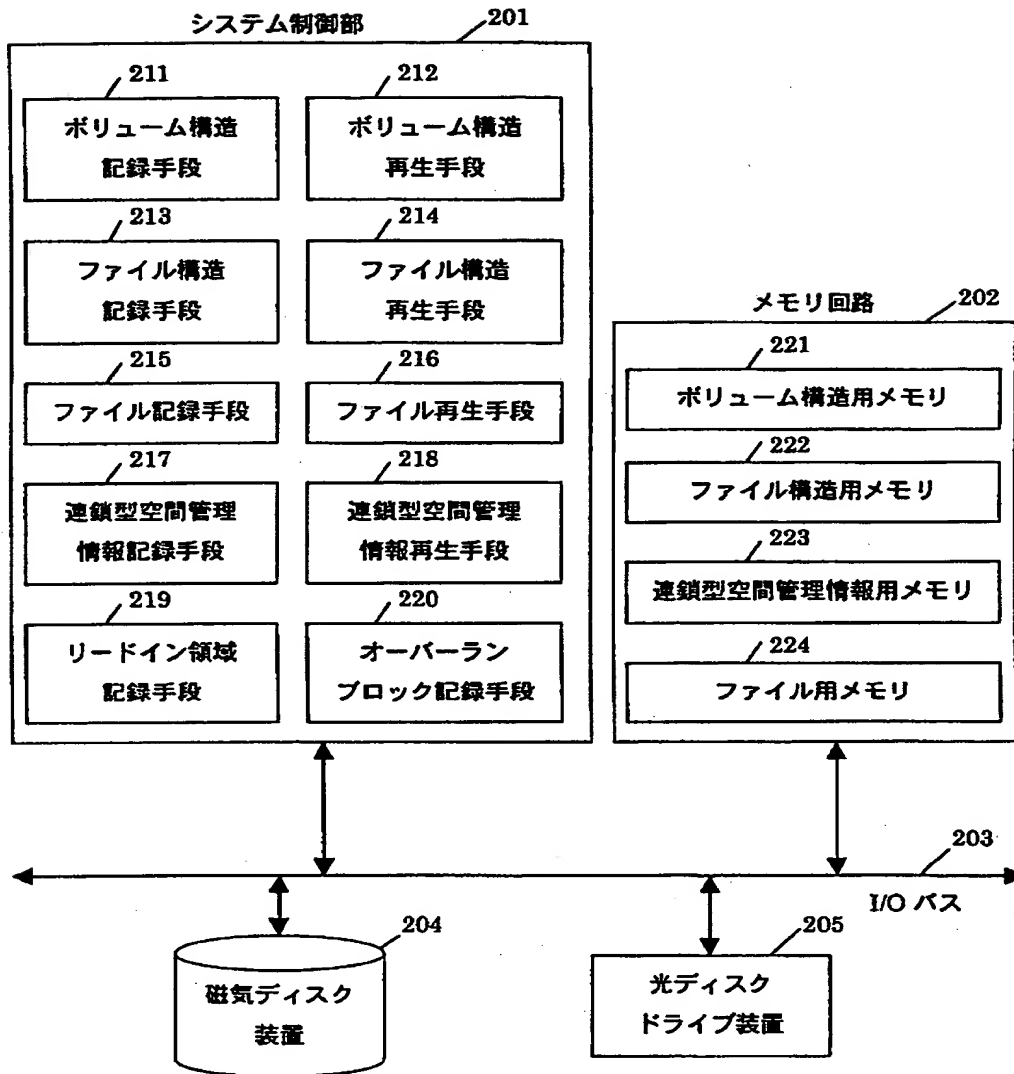 システム制御部
201
211
ボリューム構造
記録手段
212
ボリューム構造
再生手段
213
ファイル構造
記録手段
214
ファイル構造
再生手段
215
ファイル記録手段
216
ファイル再生手段
217
連鎖型空間管理
情報記録手段
218
連鎖型空間管理
情報再生手段
219
リードイン領域
記録手段
220
オーバーラン
ブロック記録手段
メモリ回路
202
221
ボリューム構造用メモリ
222
ファイル構造用メモリ
223
連鎖型空間管理情報用メモリ
224
ファイル用メモリ
203
I/O バス
204
磁気ディスク
装置
205
光ディスク
ドライブ装置